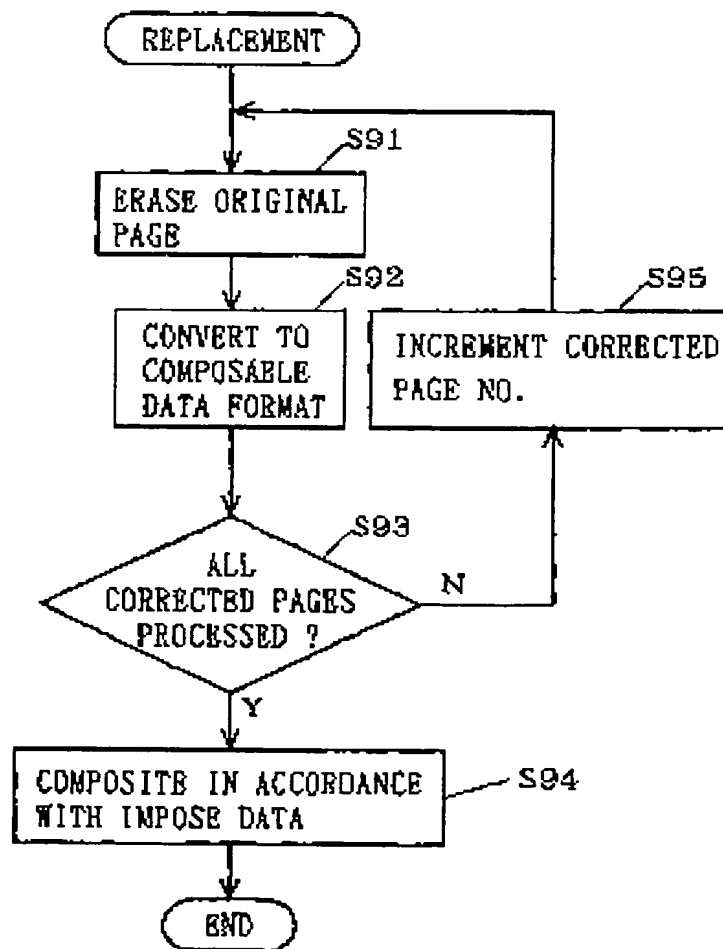 REPLACEMENT
S91
ERASE ORIGINAL
PAGE
S92
CONVERT TO
COMPOSABLE
DATA FORMAT
S95
INCREMENT CORRECTED
PAGE NO.
S93
ALL
CORRECTED PAGES
PROCESSED ?
N
Y
S94
COMPOSITE IN ACCORDANCE
WITH IMPOSE DATA
END